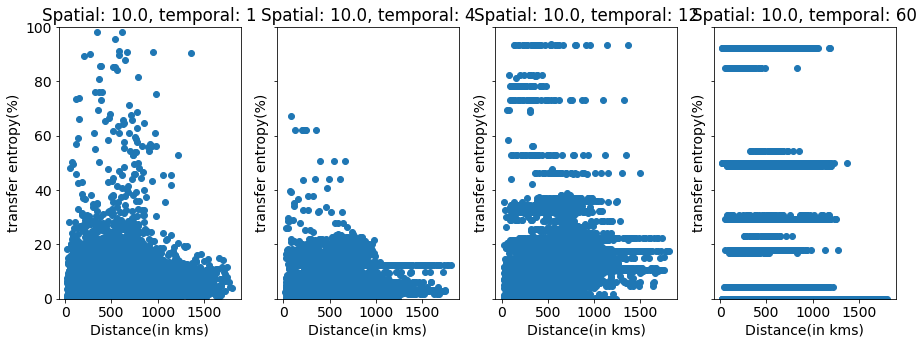 Spatial: 10.0, temporal: 1
Spatial: 10.0, temporal: 4
Spatial: 10.0, temporal: 12
Spatial: 10.0, temporal: 60
100
80
60
40
20
0
transfer entropy(%)
transfer entropy(%)
transfer entropy(%)
transfer entropy(%)
0 500 1000 1500
0 500 1000 1500
0 500 1000 1500
0 500 1000 1500
Distance(in kms)
Distance(in kms)
Distance(in kms)
Distance(in kms)